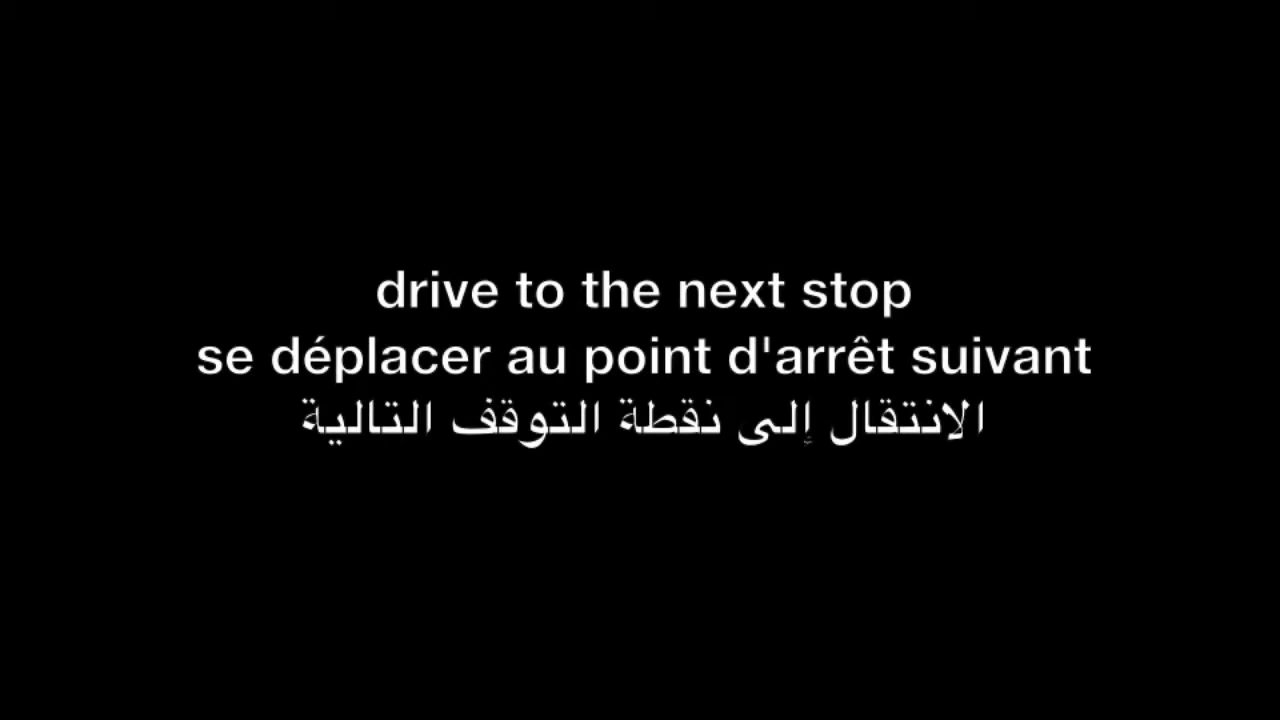 drive to the next stop
se déplacer au point d'arrêt suivant
الانتقال إلى نقطة التوقف التالية